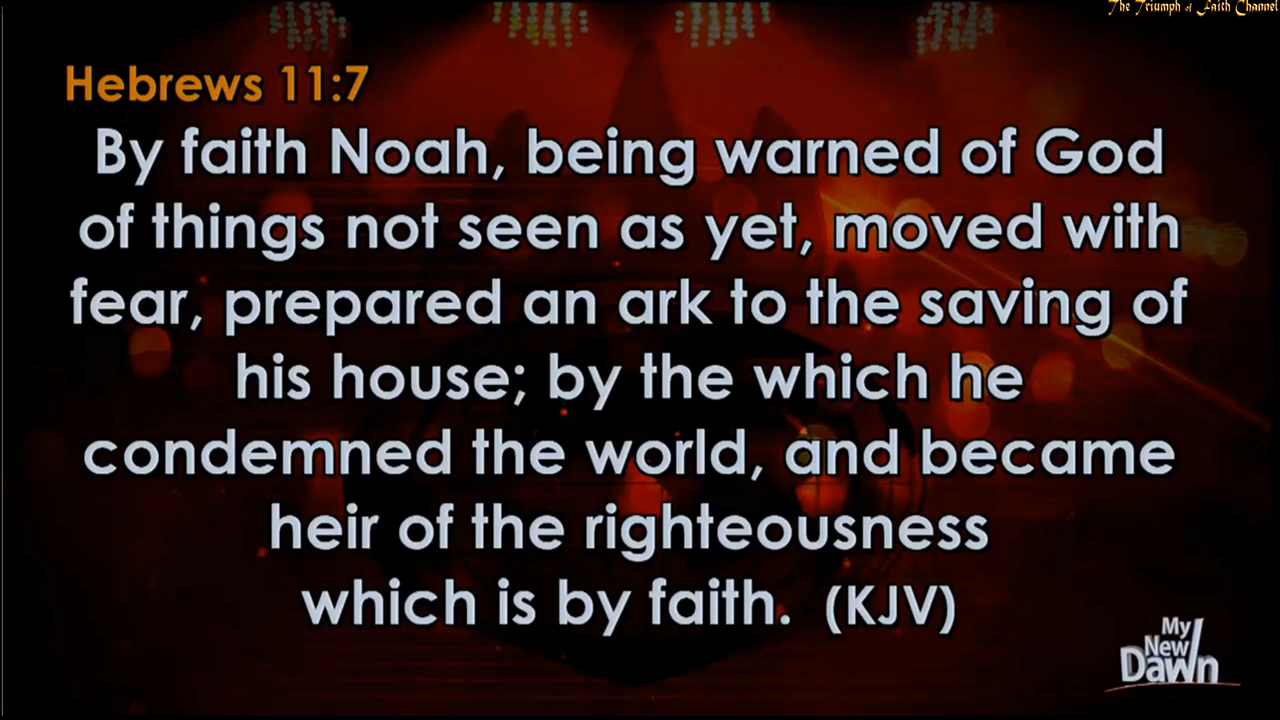 The Triumph of Faith Channel
Hebrews 11:7
By faith Noah, being warned of God
of things not seen as yet, moved with
fear, prepared an ark to the saving of
his house; by the which he
condemned the world, and became
heir of the righteousness
which is by faith. (KJV)
My
New
Dawn